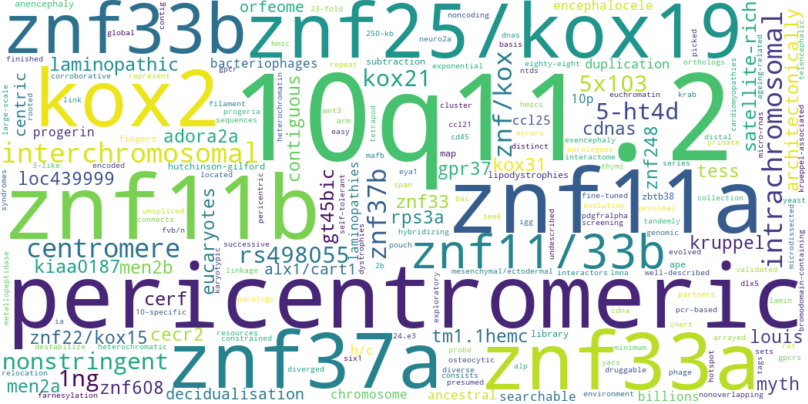 anencephaly
global
contig
finished
orfeome
23-fold
hmsc
encephalocele
250-kb
neuro2a
noncoding
picked
dnas
znf33b
znf25/kox19
laminopathic
bacteriophages
subtraction
exponential
basis
ntds
eighty-eight
duplication
orthologs
euchromatin
krab
corroborative
represent
gpcr
repeat
kox21
5x103
satellite-rich
intrachromosomal
architectonically
ageing-related
cardiomyopathies
micro-rnas
kruppel-associated
large-scale
centric
rooted
link
filament
progeria
sequences
wnt3
arm
easy
tetrapod
cluster
ccl21
cd45
map
znf/kox
hmscs
errors
distinct
interactome
ccl25
10p
5-ht4d
cdnas
distal
kox2
10q11.2
progerin
fingers
adora2a
heterochromatin
contiguous
interchromosomal
3-like
hutchinson-gilford
encoded
located
mafb
eya1
span
gpr37
kox31
lipodystrophies
exencephaly
paralogous
thymi
znf248
series
primate
tess
loc439999
syndromes
unspliced
connects
fvb/n
pericentric
self-tolerant
gt45bic
laminopathies
dystrophies
znf37b
znf33
rps3a
bac
seek
igg
undescribed
fine-tuned
evolution
pdgfralpha
screening
proximal
zbtb38
collection
tandemly
genomic
yeast
microdissected
znf11b
znf11a
centromere
eucaryotes
karyotypic
rs498055
successive
linkage
alx1/cart1
pouch
2b
hybridizing
znf11/33b
evolved
ape
kruppel
kiaa0187
men2b
metallopeptidase
paralogy
exploratory
mesenchymal/ectodermal
interactors
lmna
well-described
validated
dlx5
lamin
bromodomain-containing
pericentromeric
cerf
10-specific
ia
znf22/kox15
cecr2
resources
constrained
destabilize
heterochromatic
h/c
six1
24.e3
tm1.1hemc
library
cdna
pcr-based
partners
inert
arrayed
tags
sets
ref
gpcrs
louis
nonstringent
relocation
men2a
1ng
farnesylation
znf608
diverged
znf37a
osteocytic
diverse
consists
presumed
probe
alp
yacs
minimum
druggable
phage
hotspot
znf33a
myth
decidualisation
chromosome
ancestral
searchable
environment
billions
nonoverlapping